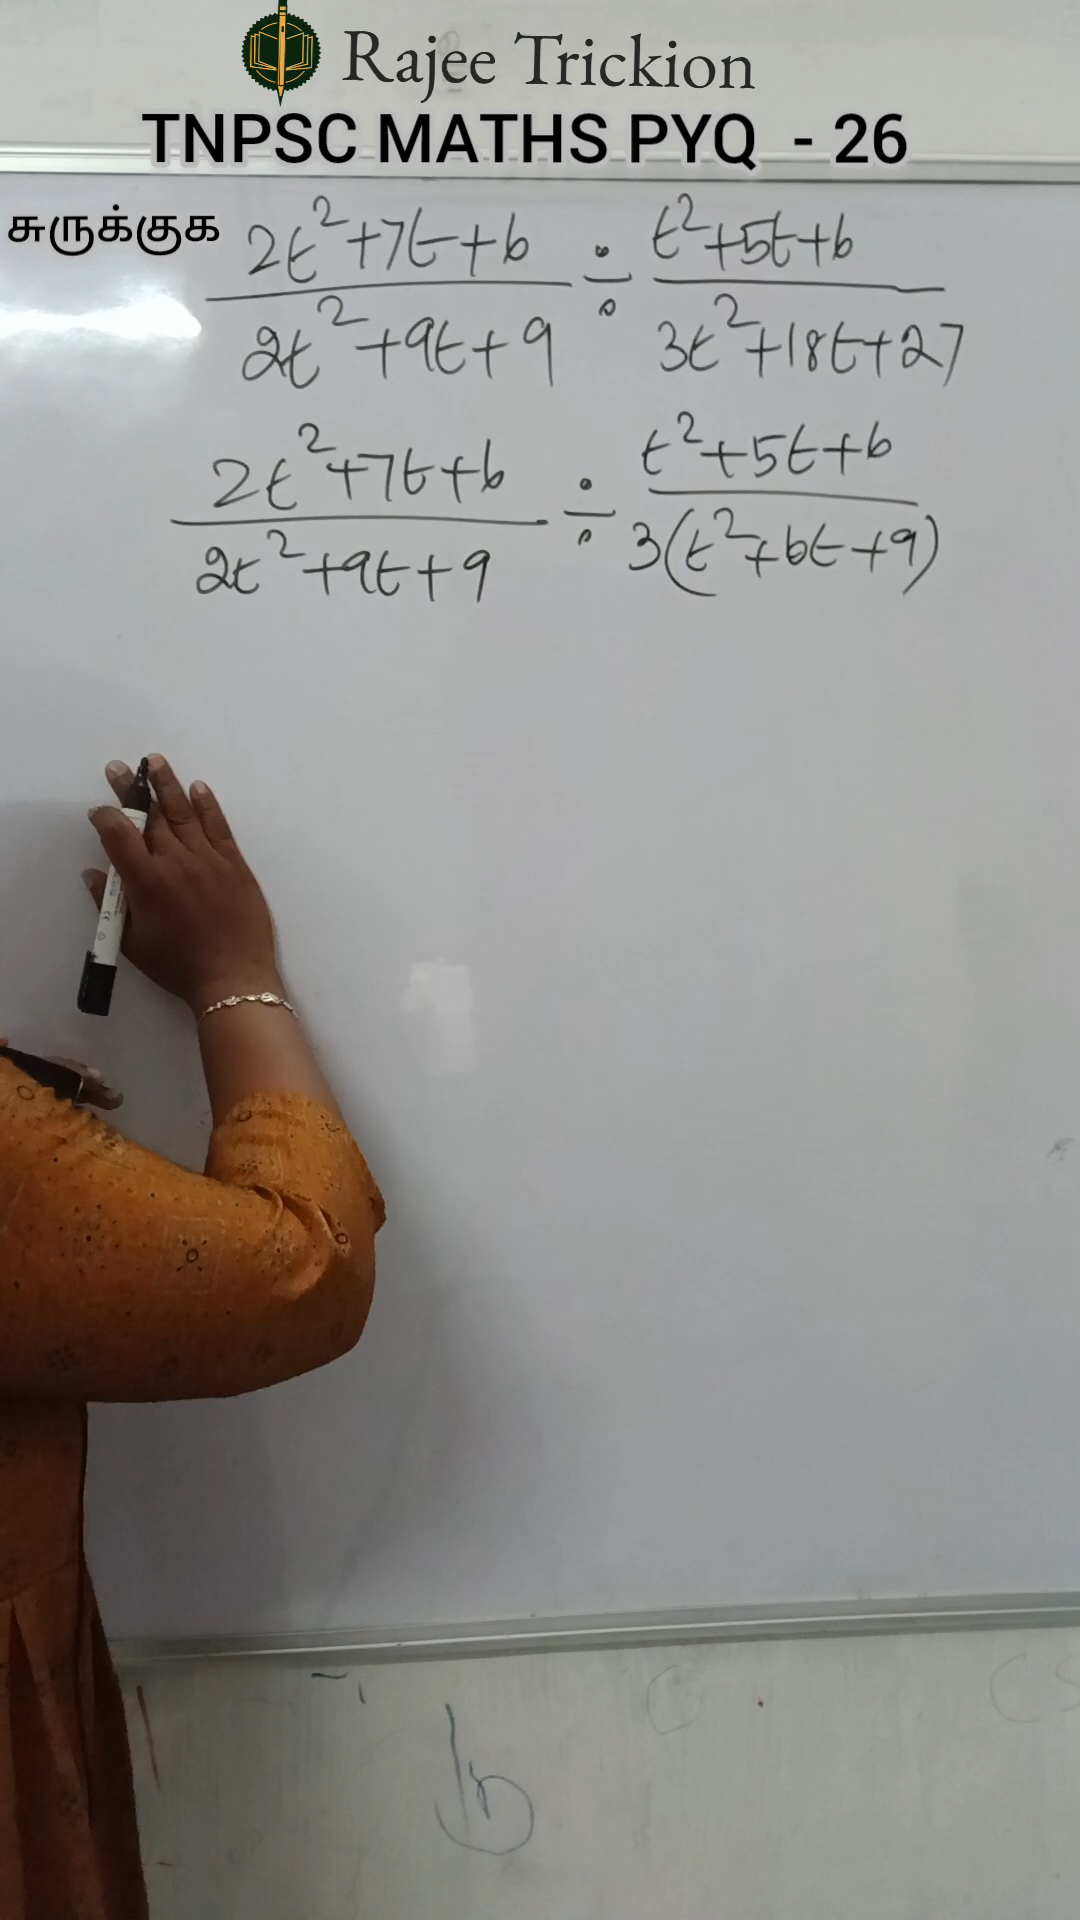 Rajee Trickion
TNPSC MATHS PYQ - 26
சுருக்குக (2t²+7t+6)/(2t²+9t+9) ÷ (t²+5t+6)/(3t²+18t+27)
(2t²+7t+6)/(2t²+9t+9) ÷ (t²+5t+6)/(3(t²+6t+9))